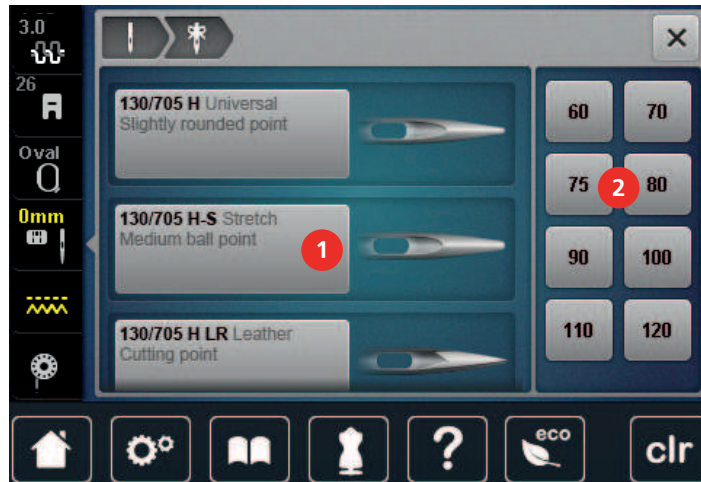 3.0
26
Oval
0mm
130/705 H Universal
Slightly rounded point
130/705 H-S Stretch
Medium ball point
1
130/705 H LR Leather
Cutting point
60 70
75 2 80
90 100
110 120
?
eco
clr